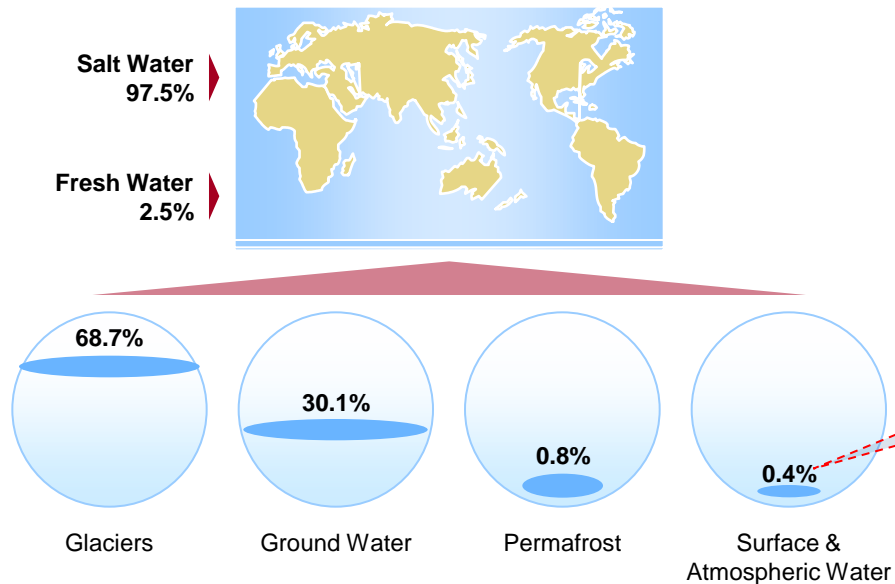 Salt Water
97.5%
Fresh Water
2.5%
68.7%
30.1%
0.8%
0.4%
Glaciers
Ground Water
Permafrost
Surface &
Atmospheric Water